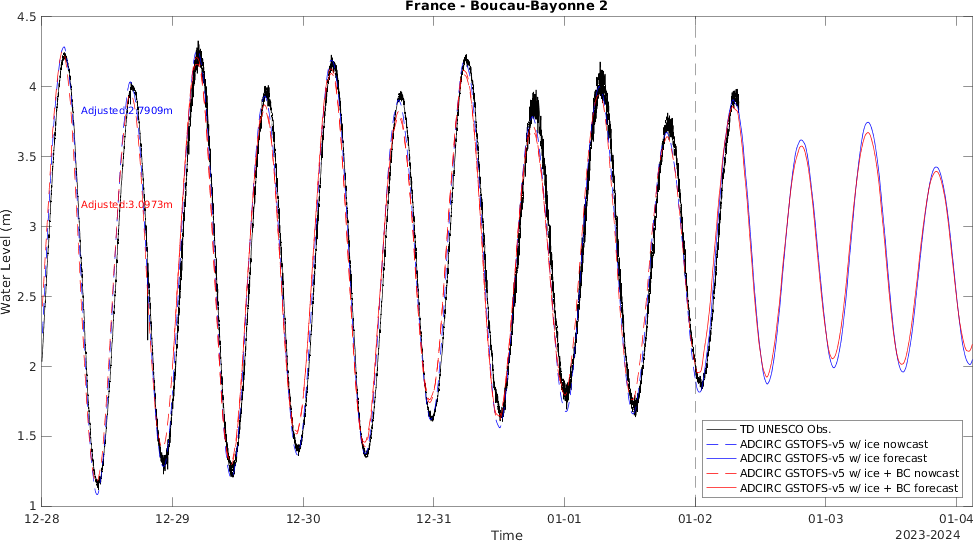 France - Boucau-Bayonne 2
4.5
4
3.5
3
2.5
2
1.5
1
Water Level (m)
Adjusted:2.7909m
Adjusted:3.0973m
TD UNESCO Obs.
ADCIRC GSTOFS-v5 w/ ice nowcast
ADCIRC GSTOFS-v5 w/ ice forecast
ADCIRC GSTOFS-v5 w/ ice + BC nowcast
ADCIRC GSTOFS-v5 w/ ice + BC forecast
12-28 12-29 12-30 12-31 01-01 01-02 01-03 01-04
Time
2023-2024